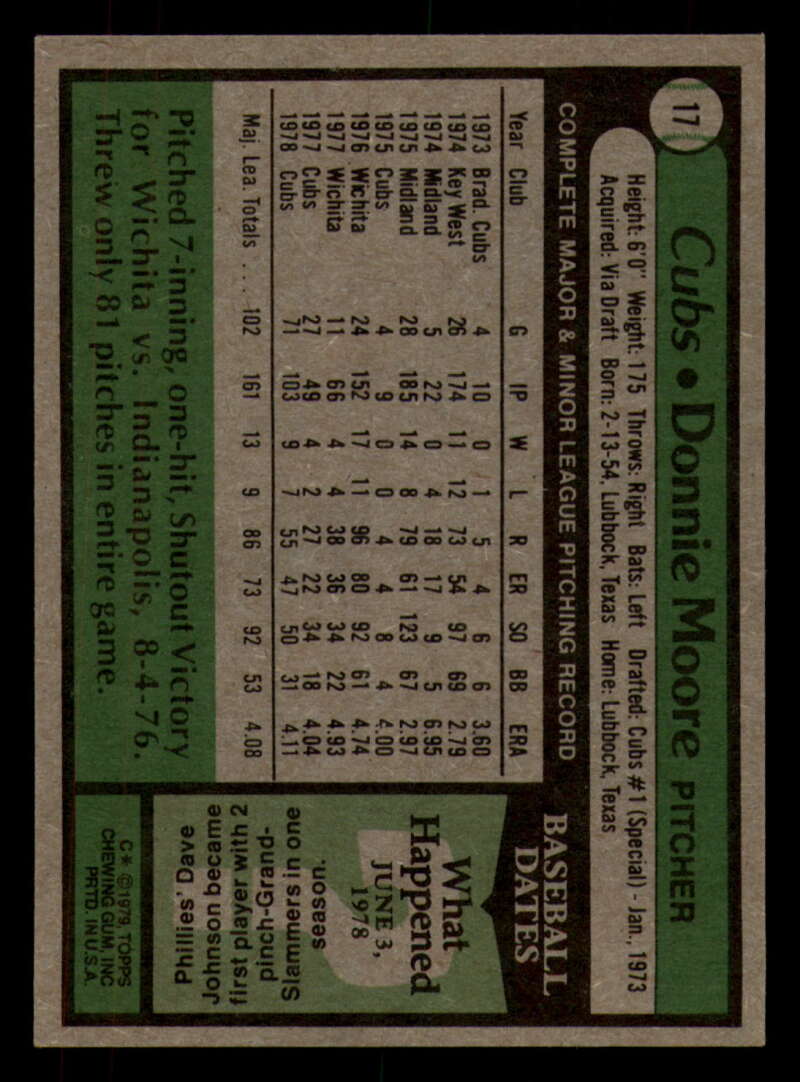 17
Cubs • Donnie Moore PITCHER
Height: 6'0" Weight: 175 Throws: Right Bats: Left Drafted: Cubs #1 (Special) - Jan., 1973
Acquired: Via Draft Born: 2-13-54, Lubbock, Texas Home: Lubbock, Texas
COMPLETE MAJOR & MINOR LEAGUE PITCHING RECORD
Year Club G IP W L R ER SO BB ERA
1973 Brad. Cubs 4 10 0 1 5 4 6 6 3.60
1974 Key West 26 174 11 12 73 54 97 69 2.79
1974 Midland 5 22 0 4 18 17 9 5 6.95
1975 Midland 28 185 14 8 79 61 123 67 2.97
1975 Cubs 4 9 0 0 4 4 8 4 4.00
1976 Wichita 24 152 17 11 96 80 92 61 4.74
1977 Wichita 11 66 4 4 38 36 34 22 4.93
1977 Cubs 27 49 4 2 27 22 34 18 4.04
1978 Cubs 71 103 9 7 55 47 50 31 4.11
Maj. Lea. Totals .... 102 161 13 9 86 73 92 53 4.08
Pitched 7-inning, one-hit, Shutout Victory
for Wichita vs. Indianapolis, 8-4-76.
Threw only 81 pitches in entire game.
BASEBALL
DATES
What
Happened
JUNE 3,
1978
Phillies' Dave
Johnson became
first player with 2
pinch-Grand-
Slammers in one
season.
C* ©1979, TOPPS
CHEWING GUM, INC
PRTD. IN U.S.A.